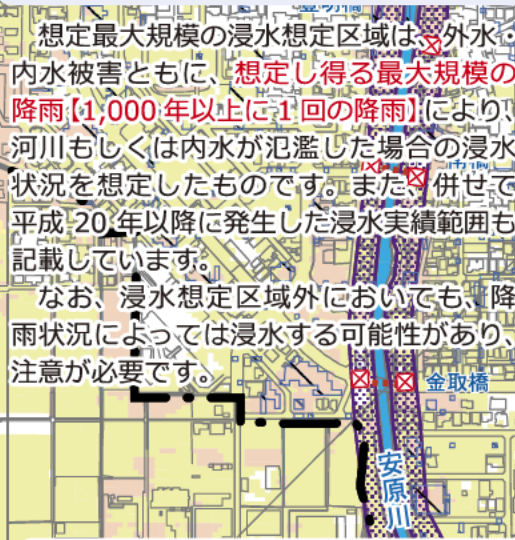 想定最大規模の浸水想定区域は、外水・
内水被害ともに、想定し得る最大規模の
降雨【1,000 年以上に 1 回の降雨】により、
河川もしくは内水が氾濫した場合の浸水
状況を想定したものです。また、併せて
平成 20 年以降に発生した浸水実績範囲も
記載しています。
なお、浸水想定区域外においても、降
雨状況によっては浸水する可能性があり、
注意が必要です。
金取橋
安原川